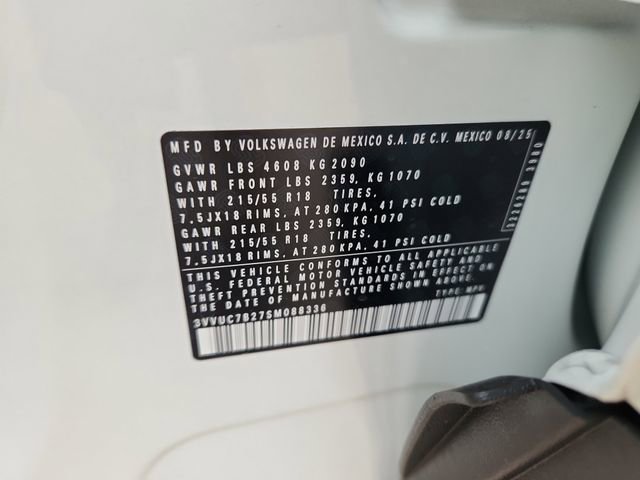 MFD BY VOLKSWAGEN DE MEXICO S.A. DE C.V. MEXICO 08/25
GVWR LBS 4608 KG 2090
GAWR FRONT LBS 2359, KG 1070
WITH 215/55 R18 TIRES,
7.5JX18 RIMS, AT 280 KPA, 41 PSI COLD
GAWR REAR LBS 2359, KG 1070
WITH 215/55 R18 TIRES,
7.5JX18 RIMS, AT 280 KPA, 41 PSI COLD
THIS VEHICLE CONFORMS TO ALL APPLICABLE
U.S. FEDERAL MOTOR VEHICLE SAFETY AND
THEFT PREVENTION STANDARDS IN EFFECT ON
THE DATE OF MANUFACTURE SHOWN ABOVE.
3VVUC7B27SM088336 TYPE: MPV